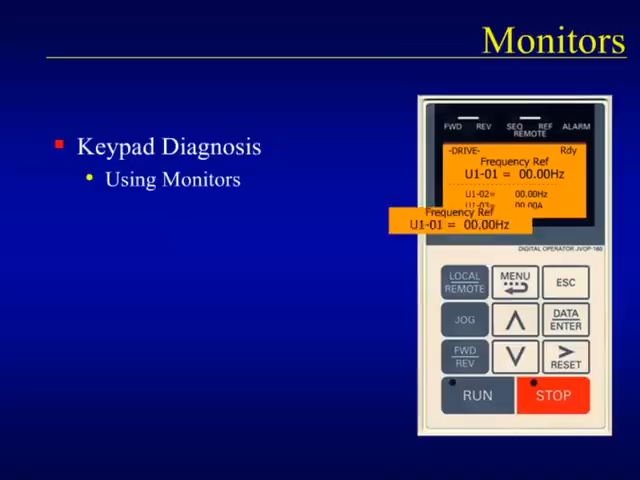 Monitors
Keypad Diagnosis
Using Monitors
FWD REV SEQ REF ALARM
REMOTE
-DRIVE- Rdy
Frequency Ref
U1-01 = 00.00Hz
U1-02= 00.00Hz
U1-03= 00.00A
Frequency Ref
U1-01 = 00.00Hz
DIGITAL OPERATOR JVOP-160
LOCAL
REMOTE
MENU
ESC
JOG
DATA
ENTER
FWD
REV
>
RESET
RUN
STOP